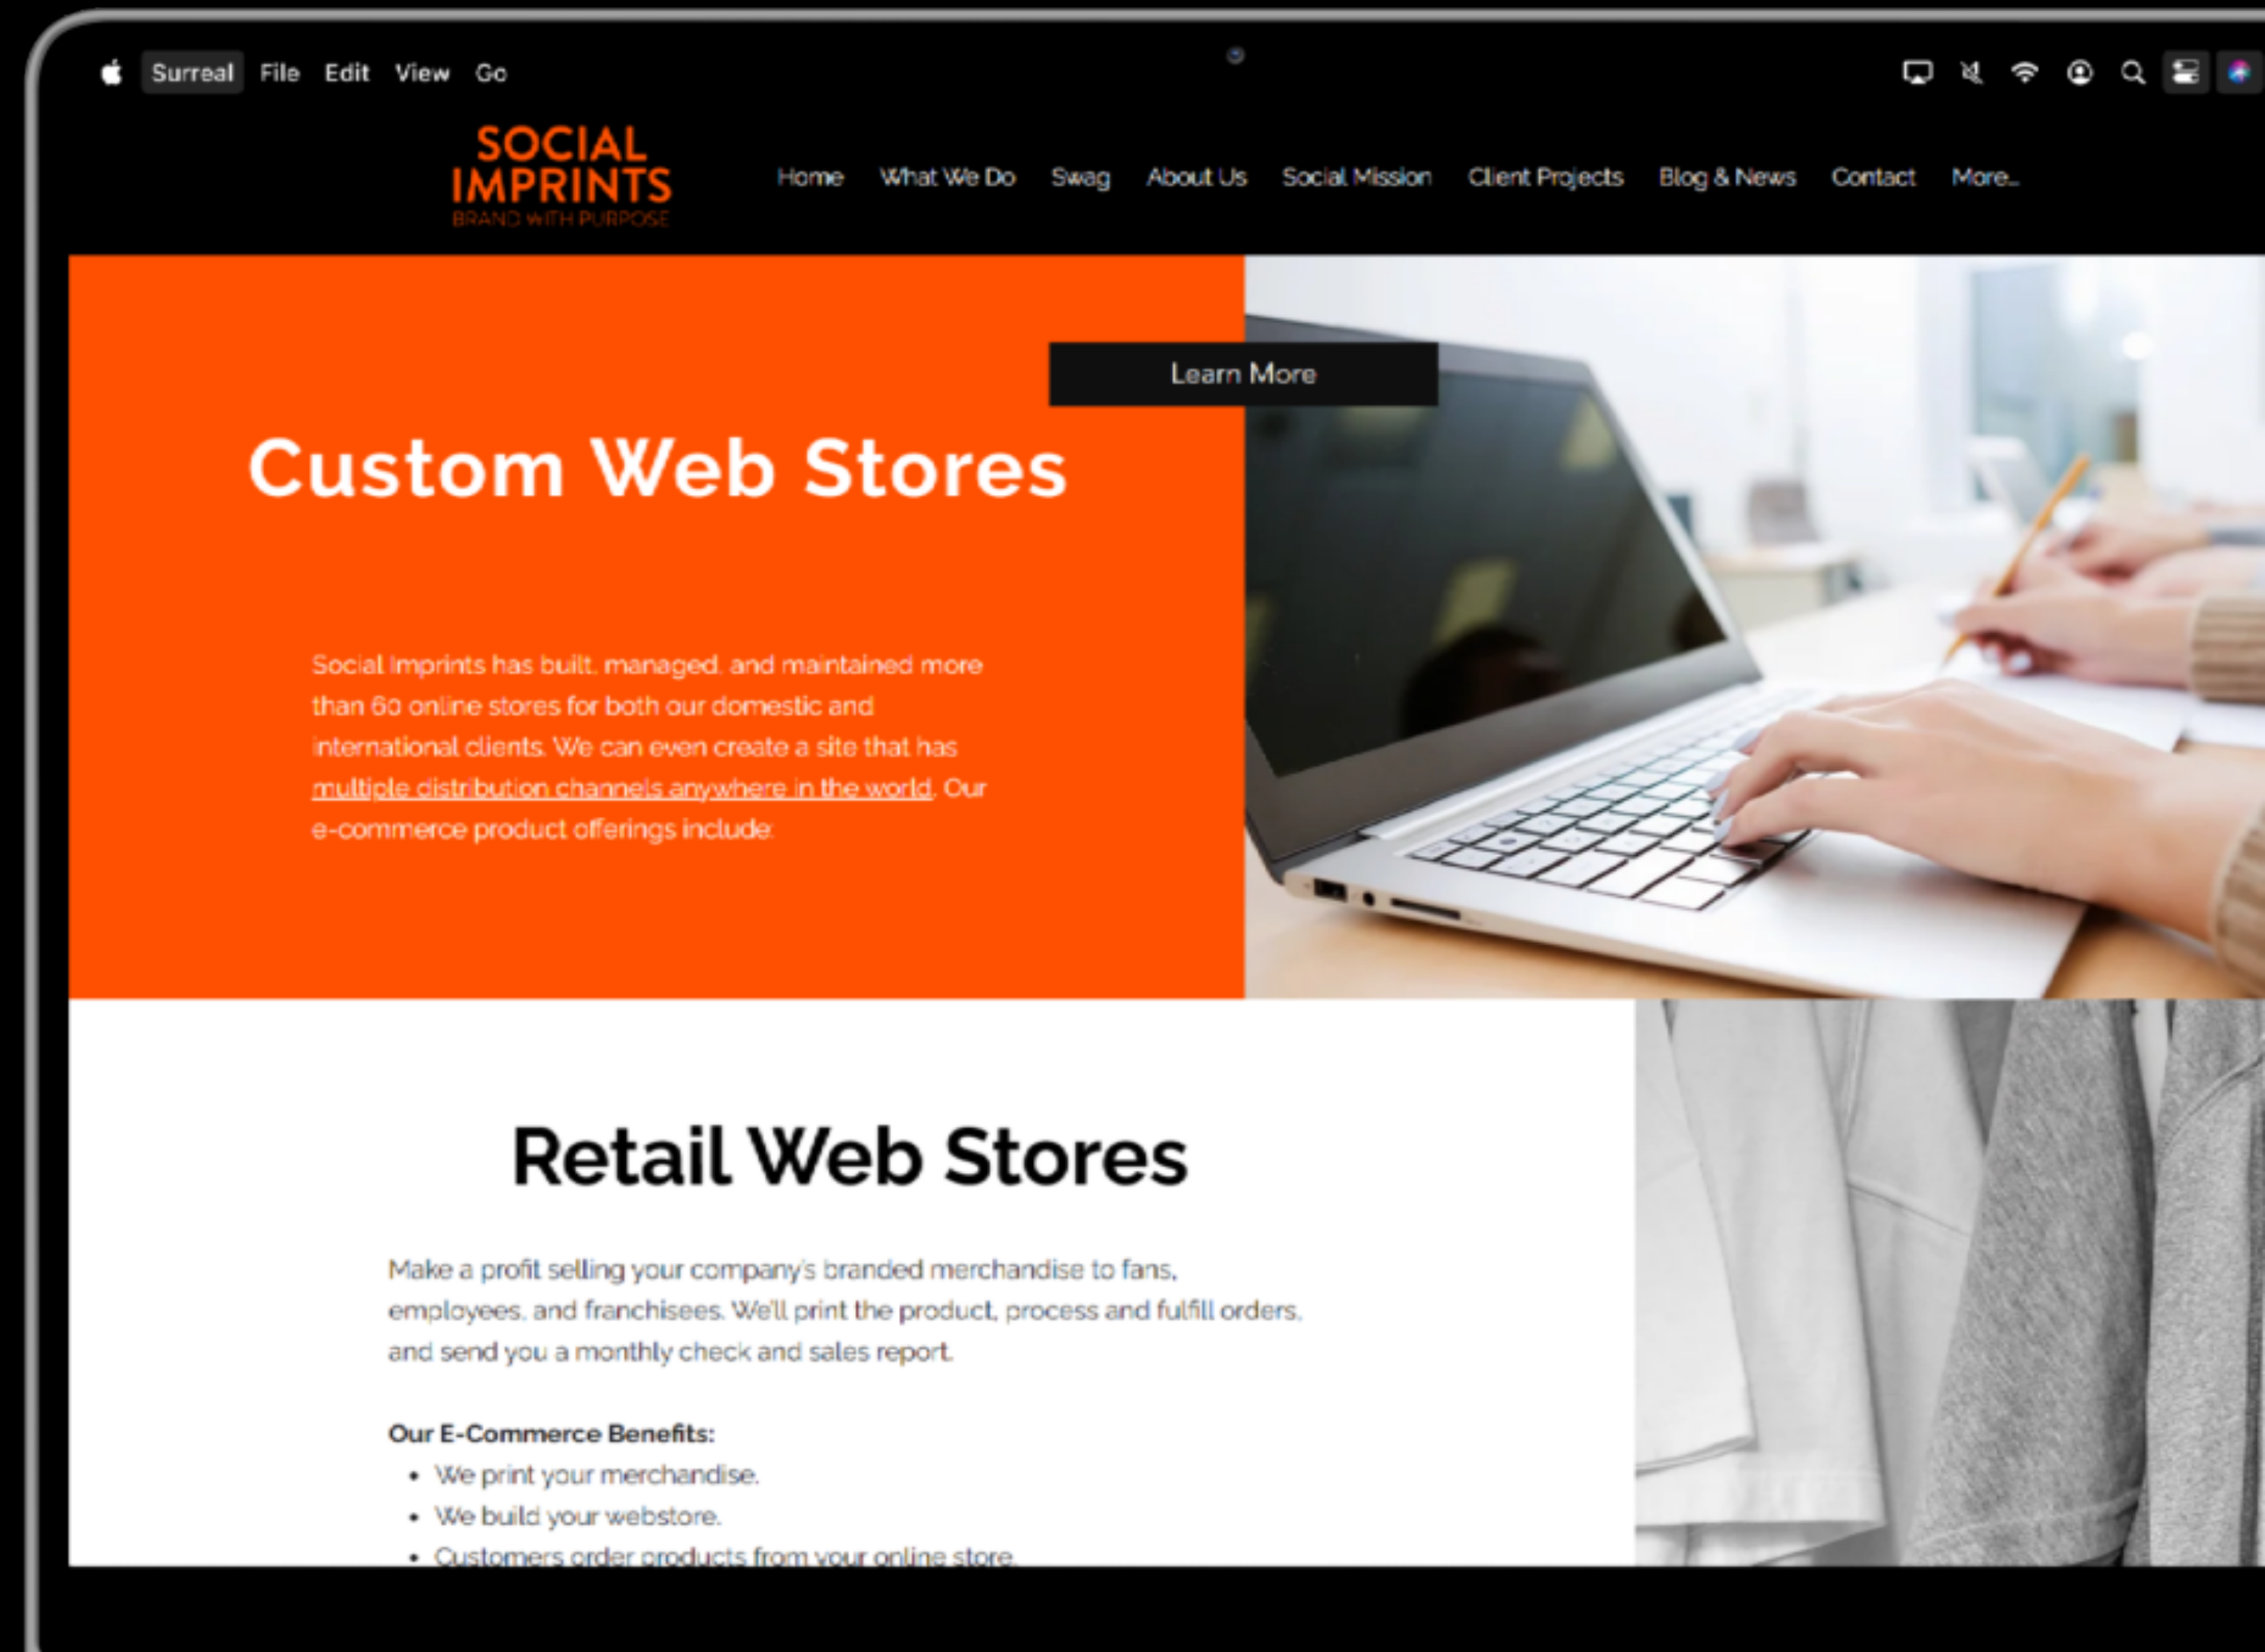 Surreal File Edit View Go
SOCIAL
IMPRINTS
BRAND WITH PURPOSE
Home What We Do Swag About Us Social Mission Client Projects Blog & News Contact More...
Learn More
Custom Web Stores
Social Imprints has built, managed, and maintained more
than 60 online stores for both our domestic and
international clients. We can even create a site that has
multiple distribution channels anywhere in the world. Our
e-commerce product offerings include:
Retail Web Stores
Make a profit selling your company's branded merchandise to fans,
employees, and franchisees. We'll print the product, process and fulfill orders,
and send you a monthly check and sales report.
Our E-Commerce Benefits:
• We print your merchandise.
• We build your webstore.
• Customers order products from your online store.